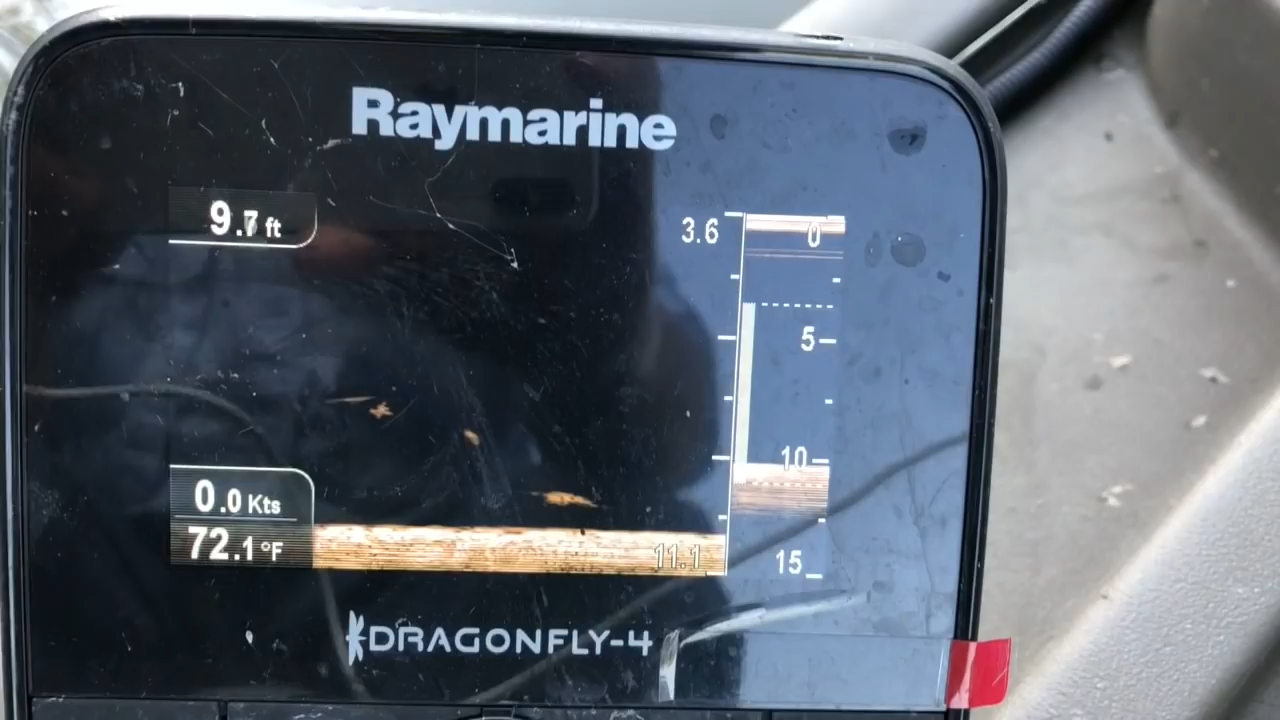 Raymarine
9.7 ft
3.6
0
5
10
0.0 Kts
72.1 °F
11.1
15
DRAGONFLY-4